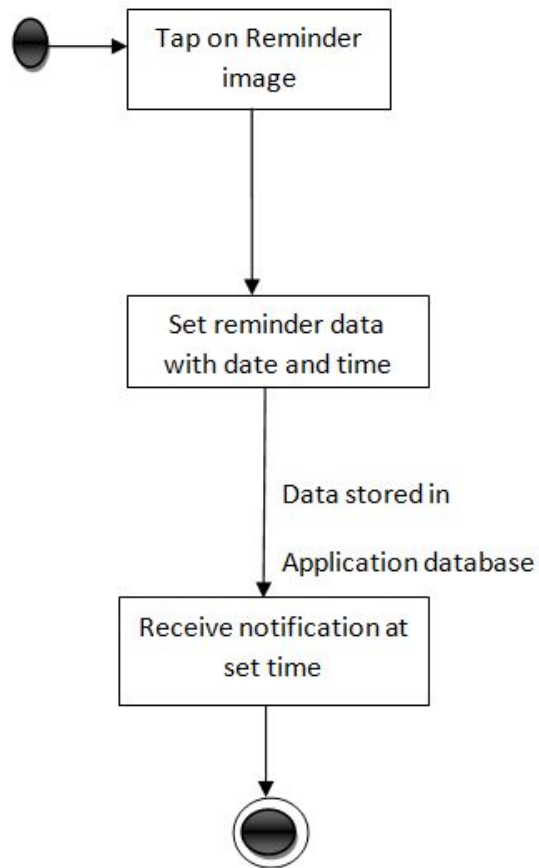 Tap on Reminder
image
Set reminder data
with date and time
Data stored in
Application database
Receive notification at
set time